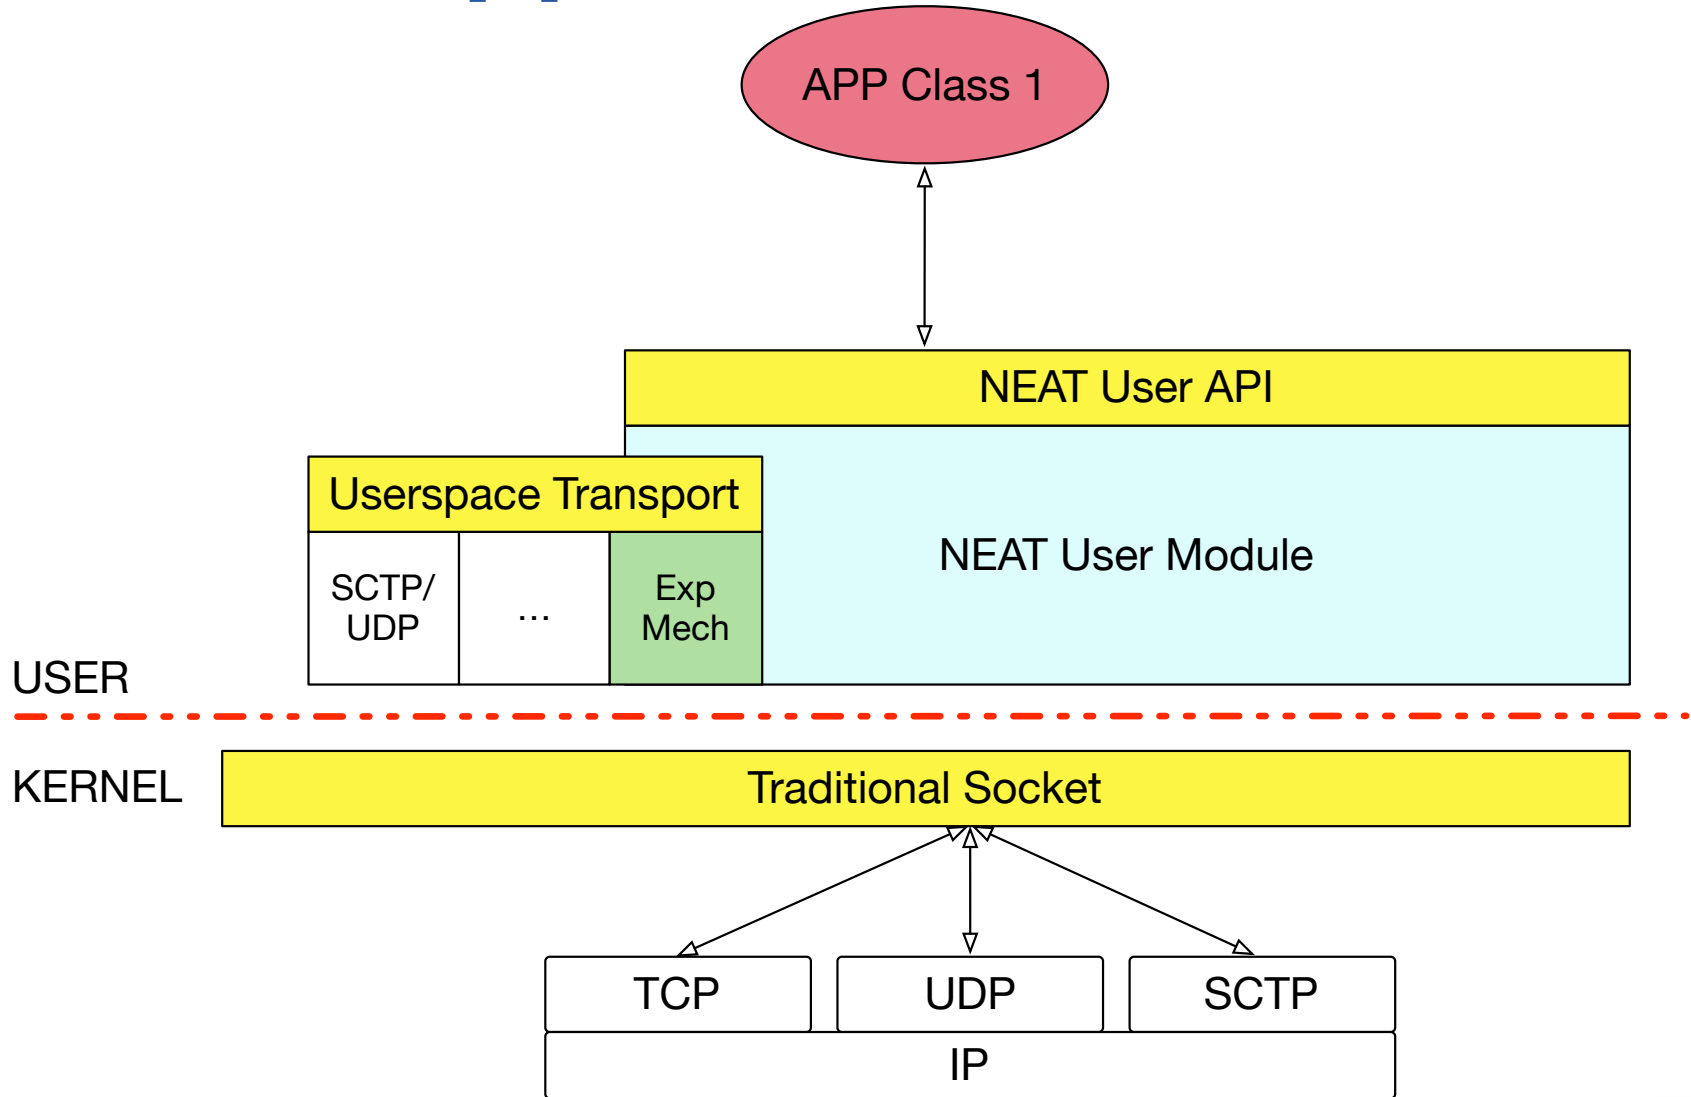 APP Class 1
NEAT User API
Userspace Transport
NEAT User Module
SCTP/
UDP
...
Exp
Mech
USER
KERNEL
Traditional Socket
TCP
UDP
SCTP
IP